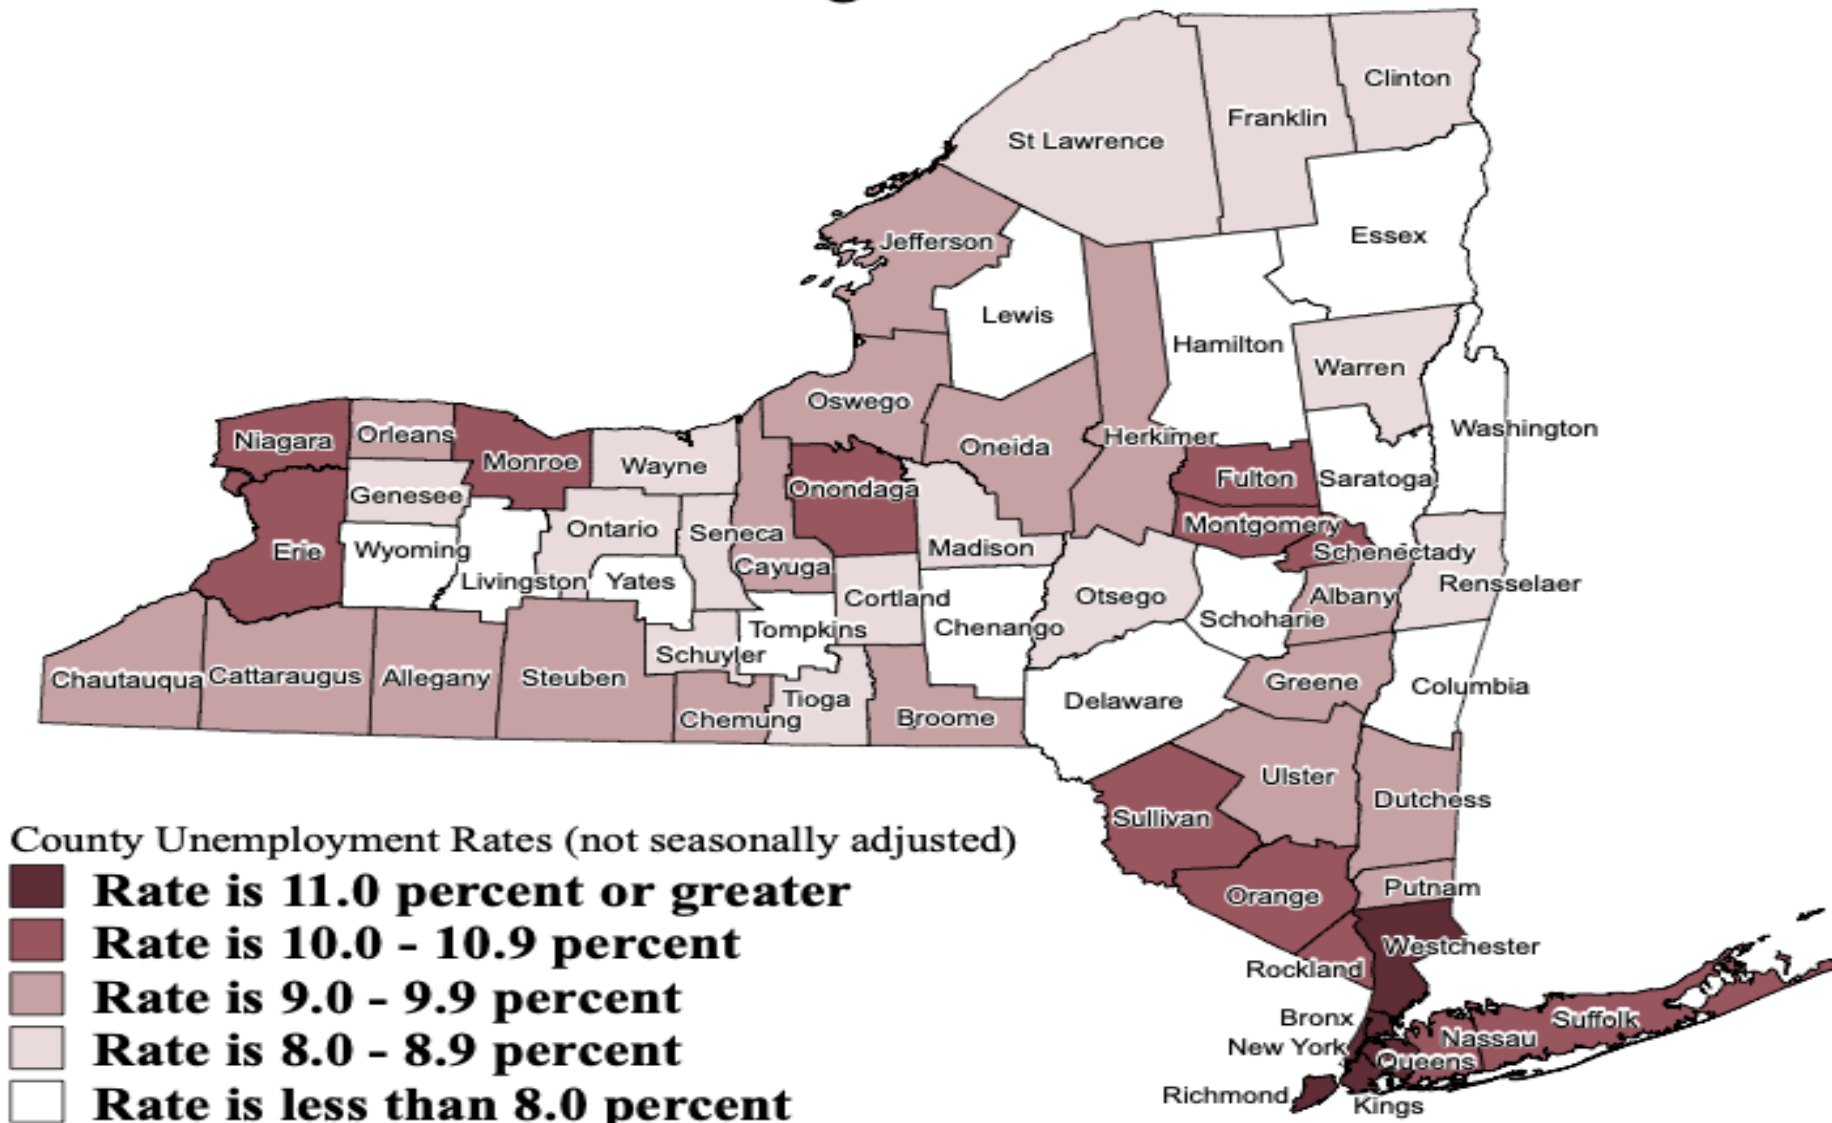 Clinton
Franklin
St Lawrence
Essex
Jefferson
Lewis
Hamilton
Warren
Oswego
Washington
Herkimer
Oneida
Niagara
Orleans
Monroe
Wayne
Onondaga
Fulton
Saratoga
Genesee
Ontario
Seneca
Montgomery
Madison
Schenectady
Erie
Wyoming
Cayuga
Livingston
Yates
Rensselaer
Cortland
Otsego
Albany
Schoharie
Tompkins
Chenango
Schuyler
Chautauqua
Cattaraugus
Allegany
Steuben
Greene
Columbia
Tioga
Delaware
Chemung
Broome
Ulster
Dutchess
Sullivan
Putnam
Orange
Westchester
Rockland
Bronx
Suffolk
Nassau
New York
Queens
Richmond
Kings
County Unemployment Rates (not seasonally adjusted)
Rate is 11.0 percent or greater
Rate is 10.0 - 10.9 percent
Rate is 9.0 - 9.9 percent
Rate is 8.0 - 8.9 percent
Rate is less than 8.0 percent